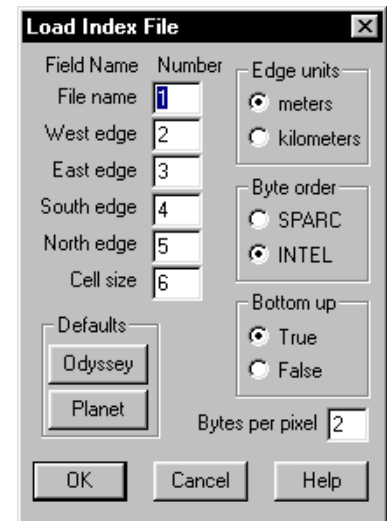 Load Index File
Field Name Number
File name 1
West edge 2
East edge 3
South edge 4
North edge 5
Cell size 6
Defaults
Odyssey
Planet
Edge units
meters
kilometers
Byte order
SPARC
INTEL
Bottom up
True
False
Bytes per pixel 2
OK Cancel Help